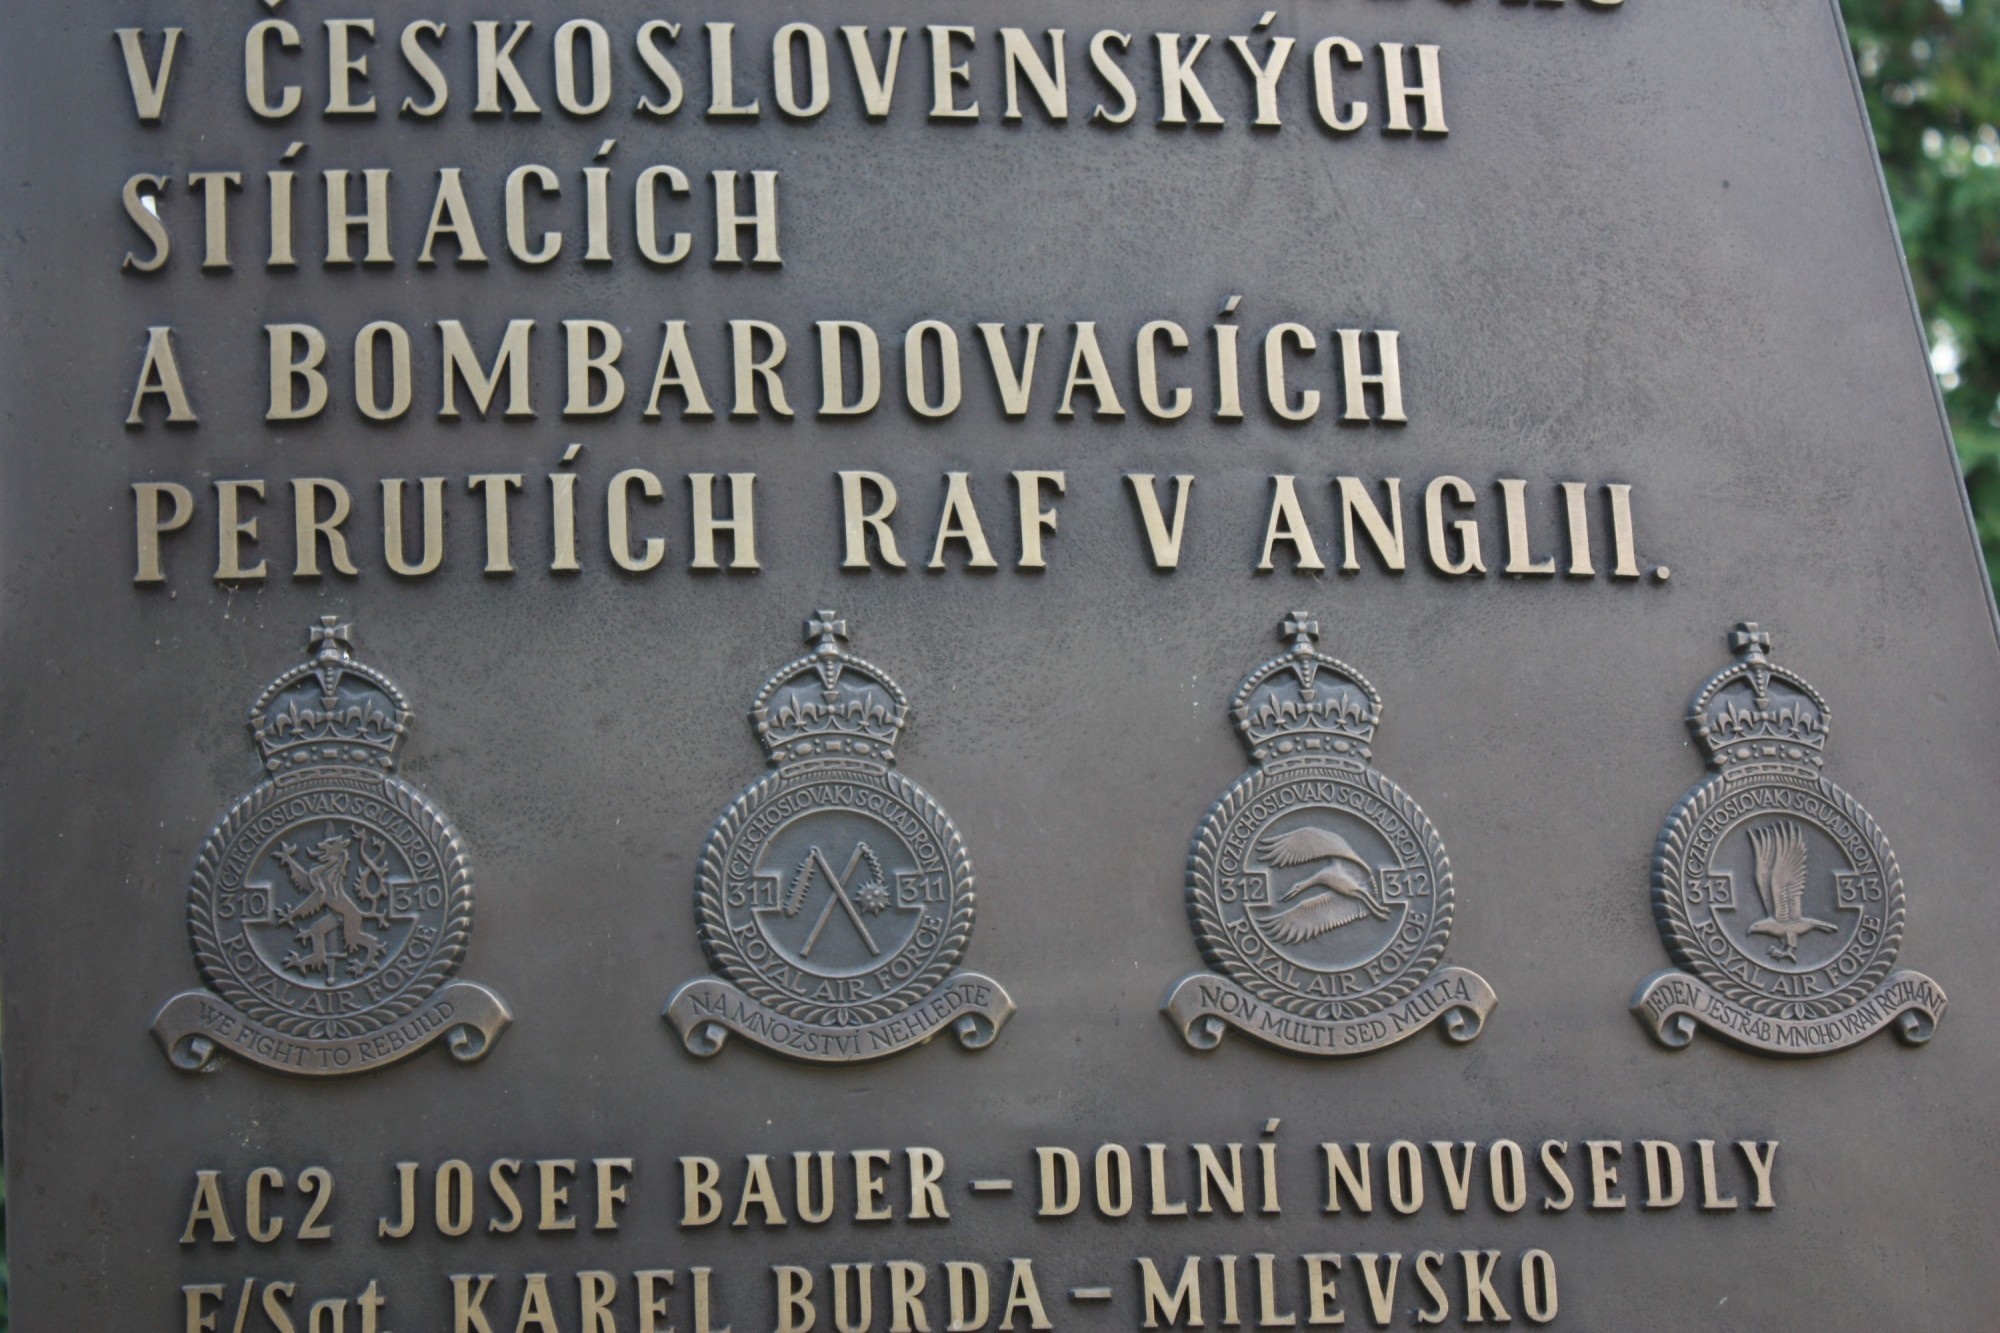 V ČESKOSLOVENSKÝCH
STÍHACÍCH
A BOMBARDOVACÍCH
PERUTÍCH RAF V ANGLII.
(CZECHOSLOVAK) SQUADRON
310 310
ROYAL AIR FORCE
WE FIGHT TO REBUILD
(CZECHOSLOVAK) SQUADRON
311 311
ROYAL AIR FORCE
NA MNOŽSTVÍ NEHLEĎTE
(CZECHOSLOVAK) SQUADRON
312 312
ROYAL AIR FORCE
NON MULTI SED MULTA
(CZECHOSLOVAK) SQUADRON
313 313
ROYAL AIR FORCE
JEDEN JESTŘÁB MNOHO VRAN ROZHÁNÍ
AC2 JOSEF BAUER – DOLNÍ NOVOSEDLY
F/Sgt. KAREL BURDA – MILEVSKO